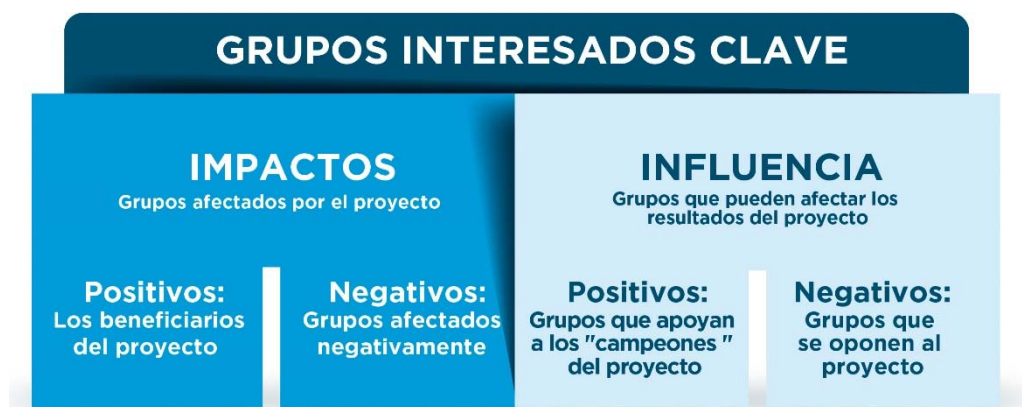 GRUPOS INTERESADOS CLAVE
IMPACTOS
Grupos afectados por el proyecto
Positivos:
Los beneficiarios
del proyecto
Negativos:
Grupos afectados
negativamente
INFLUENCIA
Grupos que pueden afectar los
resultados del proyecto
Positivos:
Grupos que apoyan
a los "campeones "
del proyecto
Negativos:
Grupos que
se oponen al
proyecto